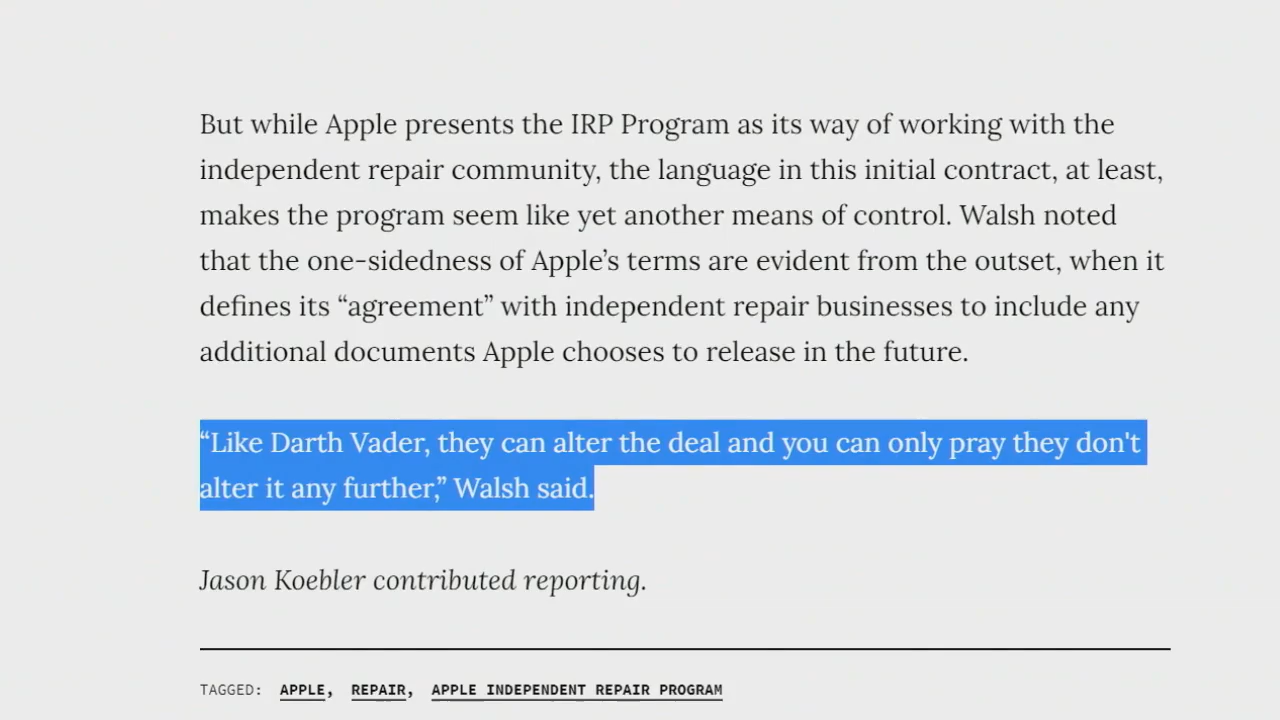 But while Apple presents the IRP Program as its way of working with the
independent repair community, the language in this initial contract, at least,
makes the program seem like yet another means of control. Walsh noted
that the one-sidedness of Apple’s terms are evident from the outset, when it
defines its “agreement” with independent repair businesses to include any
additional documents Apple chooses to release in the future.
“Like Darth Vader, they can alter the deal and you can only pray they don't
alter it any further,” Walsh said.
Jason Koebler contributed reporting.
TAGGED: APPLE, REPAIR, APPLE INDEPENDENT REPAIR PROGRAM